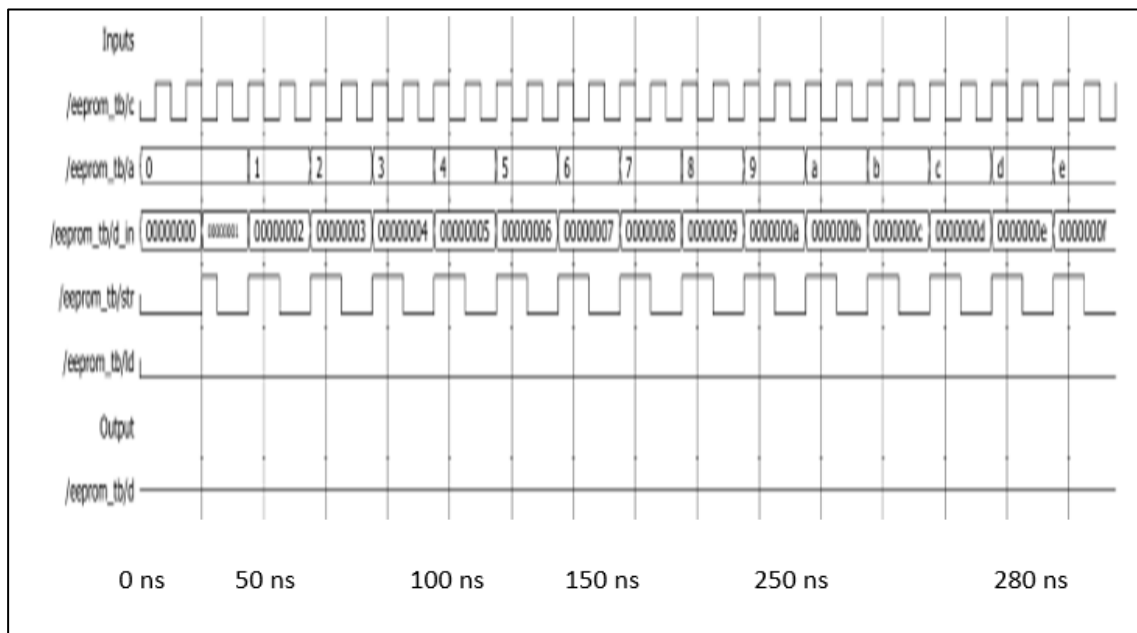 Inputs
/eeprom_tb/c
/eeprom_tb/a 0 1 2 3 4 5 6 7 8 9 a b c d e
/eeprom_tb/d_in 00000000 00000001 00000002 00000003 00000004 00000005 00000006 00000007 00000008 00000009 0000000a 0000000b 0000000c 0000000d 0000000e 0000000f
/eeprom_tb/str
/eeprom_tb/ld
Output
/eeprom_tb/d
0 ns 50 ns 100 ns 150 ns 250 ns 280 ns